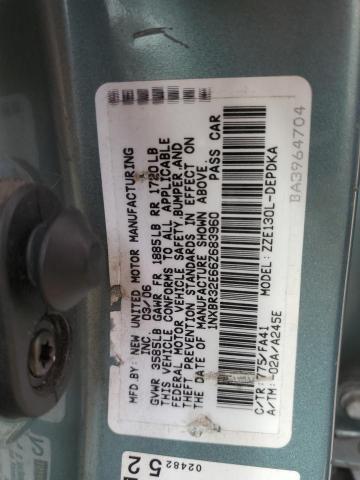 MFD.BY: NEW UNITED MOTOR MANUFACTURING
INC 03/06 A
GVWR 3585LB GAWR FR 1885LB RR 1720LB
THIS VEHICLE CONFORMS TO ALL APPLICABLE
FEDERAL MOTOR VEHICLE SAFETY,BUMPER,AND
THEFT PREVENTION STANDARDS IN EFFECT ON
THE DATE OF MANUFACTURE SHOWN ABOVE.
1NXBR32E66Z683960 PASS CAR
C/TR: 775/FA41 MODEL: ZZE130L-DEPDKA
A/TM: -02A/A245E
BA3964704
02482
52